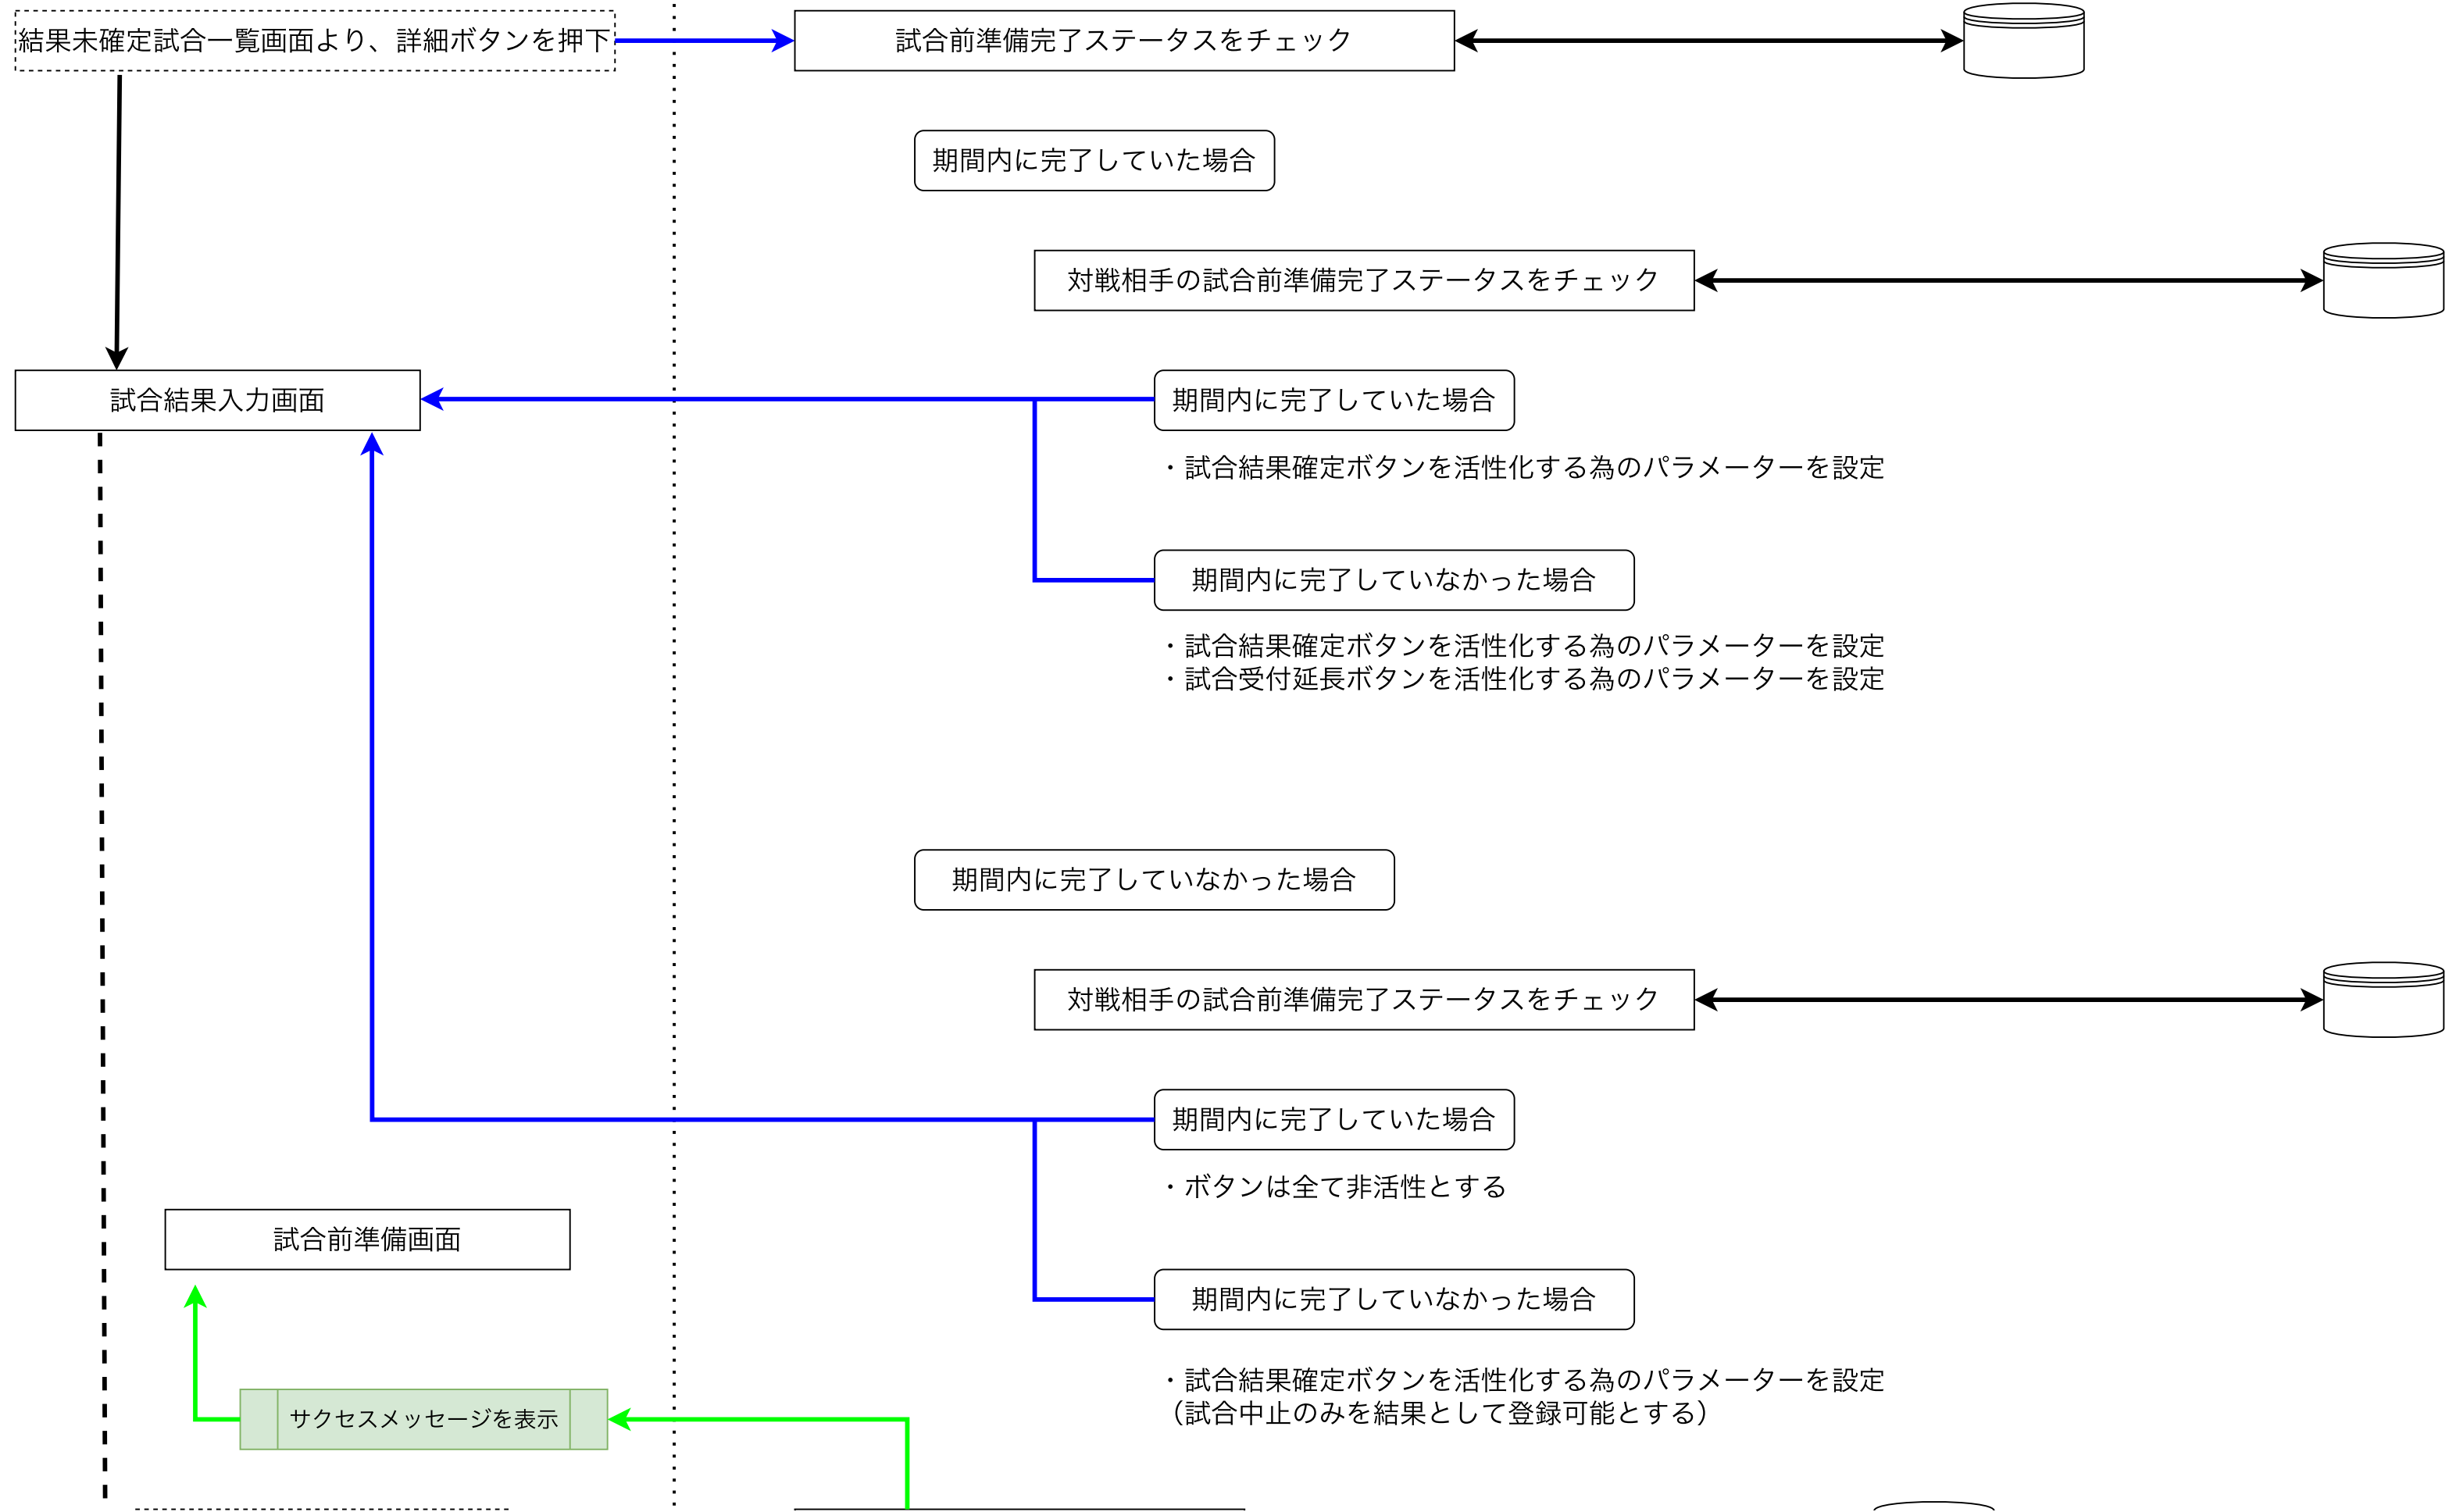 結果未確定試合一覧画面より、詳細ボタンを押下
試合前準備完了ステータスをチェック
期間内に完了していた場合
対戦相手の試合前準備完了ステータスをチェック
試合結果入力画面
期間内に完了していた場合
・試合結果確定ボタンを活性化する為のパラメーターを設定
期間内に完了していなかった場合
・試合結果確定ボタンを活性化する為のパラメーターを設定
・試合受付延長ボタンを活性化する為のパラメーターを設定
期間内に完了していなかった場合
対戦相手の試合前準備完了ステータスをチェック
期間内に完了していた場合
・ボタンは全て非活性とする
試合前準備画面
期間内に完了していなかった場合
・試合結果確定ボタンを活性化する為のパラメーターを設定
（試合中止のみを結果として登録可能とする）
サクセスメッセージを表示